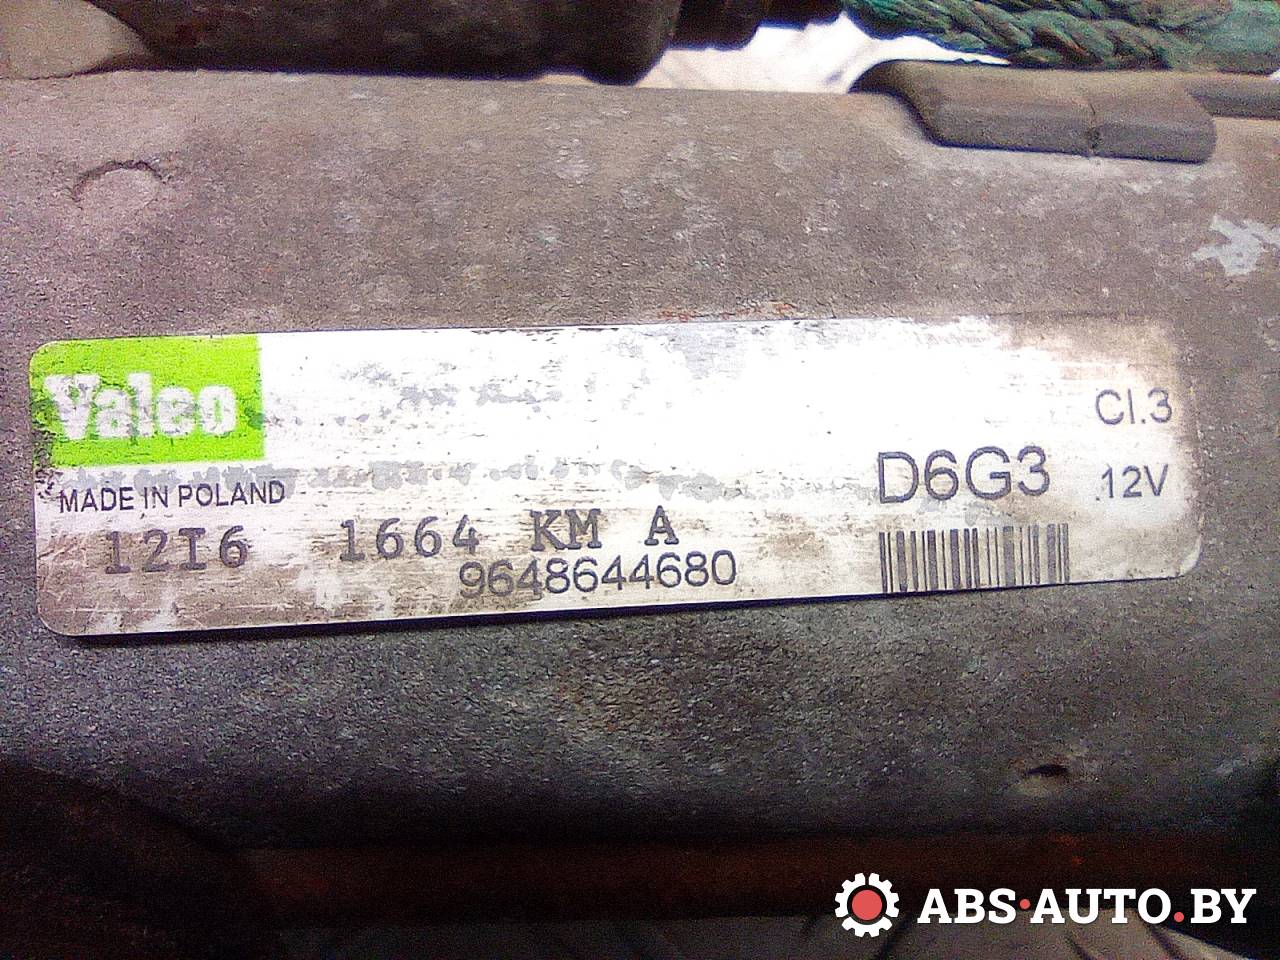 Valeo
Cl.3
D6G3 12V
MADE IN POLAND
12I6 1664 KM A
9648644680
ABS·AUTO.BY